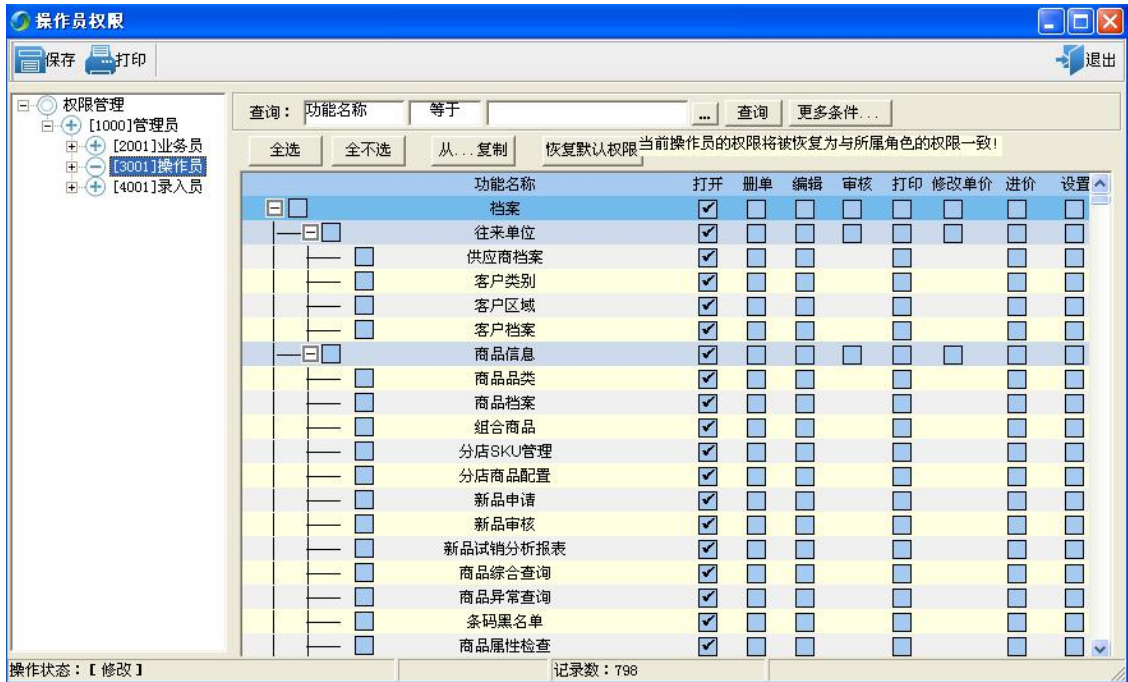 操作员权限
保存 打印 退出
权限管理
[1000]管理员
[2001]业务员
[3001]操作员
[4001]录入员
查询： 功能名称 等于 ... 查询 更多条件...
全选 全不选 从...复制 恢复默认权限 当前操作员的权限将被恢复为与所属角色的权限一致!
功能名称 打开 删单 编辑 审核 打印 修改单价 进价 设置
档案
往来单位
供应商档案
客户类别
客户区域
客户档案
商品信息
商品品类
商品档案
组合商品
分店SKU管理
分店商品配置
新品申请
新品审核
新品试销分析报表
商品综合查询
商品异常查询
条码黑名单
商品属性检查
操作状态：【修改】 记录数：798